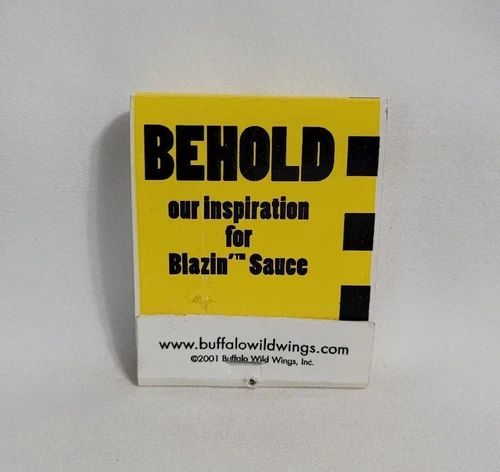 BEHOLD
our inspiration
for
Blazin'™ Sauce
www.buffalowildwings.com
©2001 Buffalo Wild Wings, Inc.